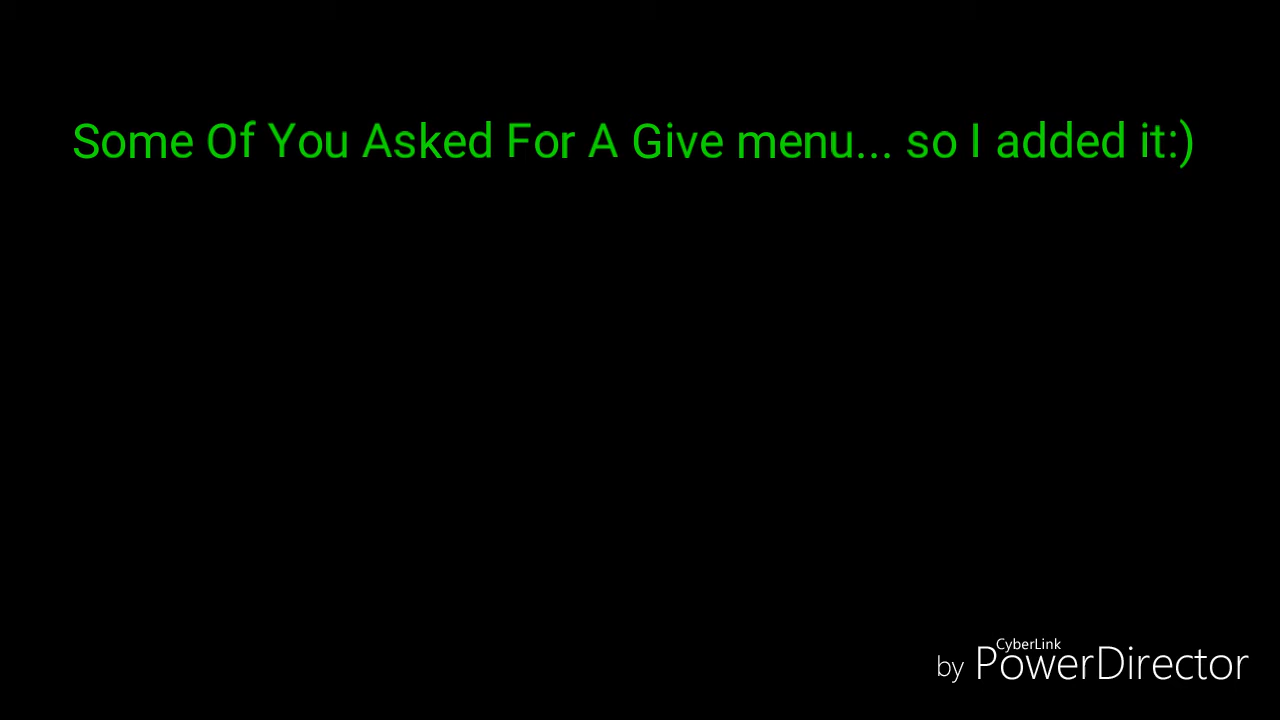 Some Of You Asked For A Give menu... so I added it:)
CyberLink
by PowerDirector